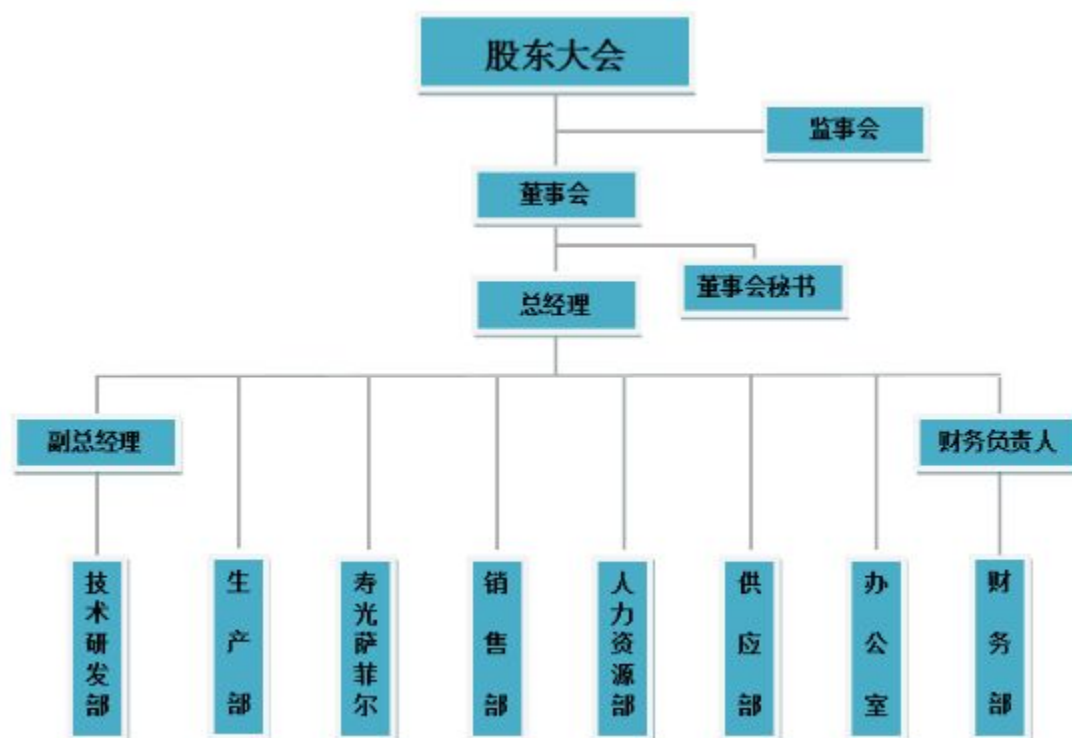 股东大会
监事会
董事会
董事会秘书
总经理
副总经理
财务负责人
技术研发部
生产部
寿光萨菲尔
销售部
人力资源部
供应部
办公室
财务部